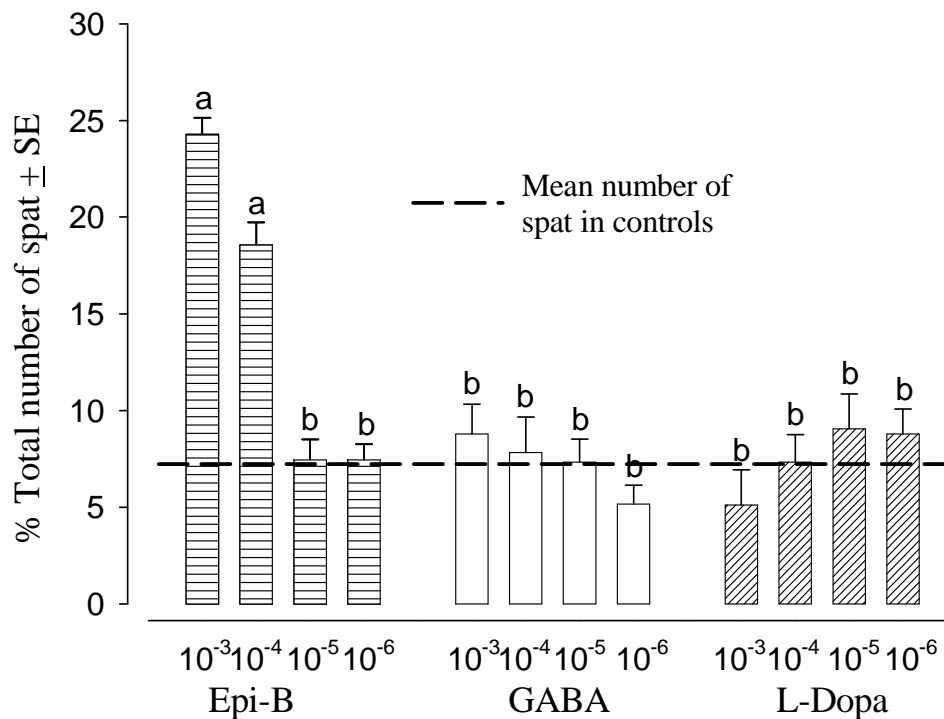 % Total number of spat ± SE
30
25
20
15
10
5
0
Mean number of
spat in controls
a
a
b
b
b
b
b
b
b
b
b
b
10⁻³ 10⁻⁴ 10⁻⁵ 10⁻⁶ 10⁻³ 10⁻⁴ 10⁻⁵ 10⁻⁶ 10⁻³ 10⁻⁴ 10⁻⁵ 10⁻⁶
Epi-B GABA L-Dopa